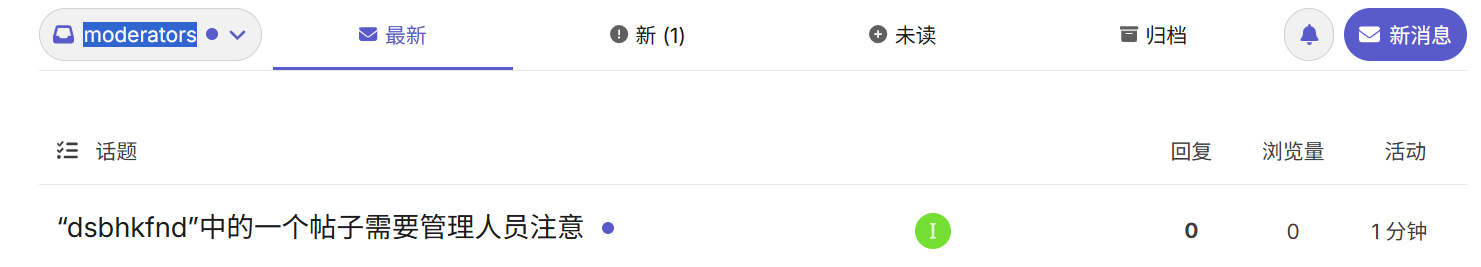 moderators 最新 新 (1) 未读 归档 新消息
话题 回复 浏览量 活动
“dsbhkfnd”中的一个帖子需要管理人员注意 I 0 0 1 分钟